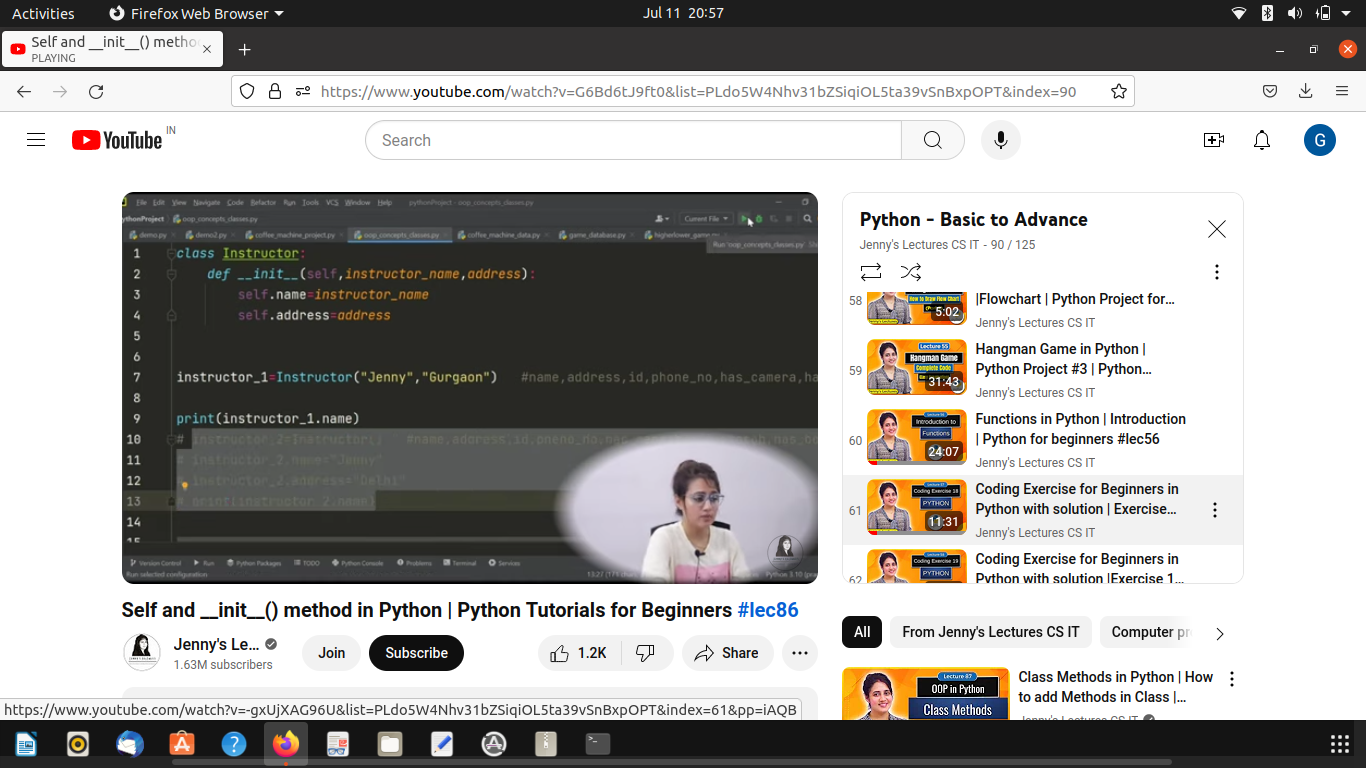 Activities Firefox Web Browser Jul 11 20:57
Self and __init__() metho
PLAYING
https://www.youtube.com/watch?v=G6Bd6tJ9ft0&list=PLdo5W4Nhv31bZSiqiOL5ta39vSnBxpOPT&index=90
YouTube IN
Search
G
File Edit View Navigate Code Refactor Run Tools VCS Window Help pythonProject - oop_concepts_classes.py
ythonProject oop_concepts_classes.py Current File
demo.py demo2.py coffee_machine_project.py oop_concepts_classes.py coffee_machine_data.py game_database.py higherlower_game.py
Run 'oop_concepts_classes.py'
1 class Instructor:
2 def __init__(self,instructor_name,address):
3 self.name=instructor_name
4 self.address=address
5
6
7 instructor_1=Instructor("Jenny","Gurgaon") #name,address,id,phone_no,has_camera,ha
8
9 print(instructor_1.name)
10 # instructor_2=Instructor() #name,address,id,phone_no,has
11 # instructor_2.name="Jenny"
12 instructor_2.address="Delhi"
13 print(instructor_2.name)
14
15
Version Control Run Python Packages TODO Python Console Problems Terminal Services
Run selected configuration
Python 3.10
Self and __init__() method in Python | Python Tutorials for Beginners #lec86
Jenny's Le...
1.63M subscribers
Join
Subscribe
1.2K
Share
Python - Basic to Advance
Jenny's Lectures CS IT - 90 / 125
58
How to Draw Flow Chart
5:02
|Flowchart | Python Project for...
Jenny's Lectures CS IT
59
Lecture 55
Hangman Game
Complete Code
31:43
Hangman Game in Python |
Python Project #3 | Python...
Jenny's Lectures CS IT
60
Introduction to
Functions
24:07
Functions in Python | Introduction
| Python for beginners #lec56
Jenny's Lectures CS IT
61
Coding Exercise 18
PYTHON
11:31
Coding Exercise for Beginners in
Python with solution | Exercise...
Jenny's Lectures CS IT
62
Coding Exercise 19
PYTHON
Coding Exercise for Beginners in
Python with solution |Exercise 1...
All
From Jenny's Lectures CS IT
Computer pr
Lecture 87
OOP in Python
Class Methods
Class Methods in Python | How
to add Methods in Class |...
Jenny's Lectures CS IT
https://www.youtube.com/watch?v=-gxUjXAG96U&list=PLdo5W4Nhv31bZSiqiOL5ta39vSnBxpOPT&index=61&pp=iAQB